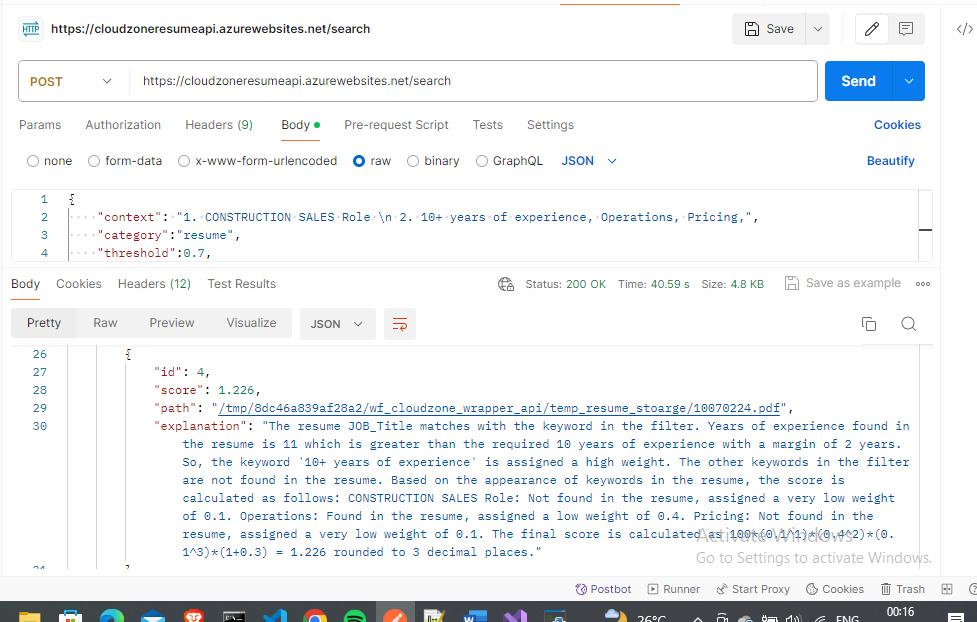 HTTP https://cloudzoneresumeapi.azurewebsites.net/search Save
POST https://cloudzoneresumeapi.azurewebsites.net/search Send
Params Authorization Headers (9) Body Pre-request Script Tests Settings Cookies
none form-data x-www-form-urlencoded raw binary GraphQL JSON Beautify
1 {
2 "context": "1. CONSTRUCTION SALES Role \n 2. 10+ years of experience, Operations, Pricing,",
3 "category":"resume",
4 "threshold":0.7,
Body Cookies Headers (12) Test Results Status: 200 OK Time: 40.59 s Size: 4.8 KB Save as example
Pretty Raw Preview Visualize JSON
26 {
27 "id": 4,
28 "score": 1.226,
29 "path": "/tmp/8dc46a839af28a2/wf_cloudzone_wrapper_api/temp_resume_stoarge/10070224.pdf",
30 "explanation": "The resume JOB_Title matches with the keyword in the filter. Years of experience found in
the resume is 11 which is greater than the required 10 years of experience with a margin of 2 years.
So, the keyword '10+ years of experience' is assigned a high weight. The other keywords in the filter
are not found in the resume. Based on the appearance of keywords in the resume, the score is
calculated as follows: CONSTRUCTION SALES Role: Not found in the resume, assigned a very low weight
of 0.1. Operations: Found in the resume, assigned a low weight of 0.4. Pricing: Not found in the
resume, assigned a very low weight of 0.1. The final score is calculated as 100*(0.1^1)*(0.4^2)*(0.
1^3)*(1+0.3) = 1.226 rounded to 3 decimal places."
Activate Windows
Go to Settings to activate Windows.
Postbot Runner Start Proxy Cookies Trash
26°C ENG 00:16